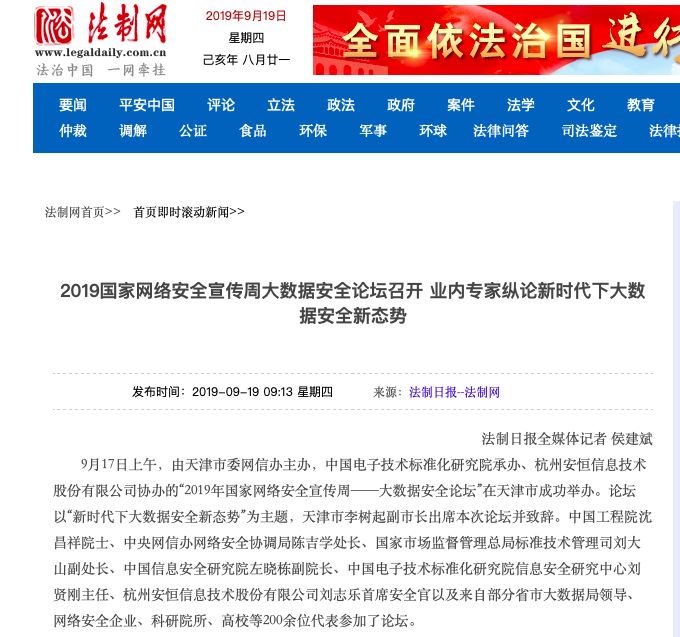 法制网
www.legaldaily.com.cn
法治中国 一网牵挂
2019年9月19日
星期四
己亥年 八月廿一
全面依法治国 进行
要闻 平安中国 评论 立法 政法 政府 案件 法学 文化 教育
仲裁 调解 公证 食品 环保 军事 环球 法律问答 司法鉴定 法律
法制网首页>> 首页即时滚动新闻>>
2019国家网络安全宣传周大数据安全论坛召开 业内专家纵论新时代下大数
据安全新态势
发布时间：2019-09-19 09:13 星期四 来源：法制日报--法制网
法制日报全媒体记者 侯建斌
9月17日上午，由天津市委网信办主办，中国电子技术标准化研究院承办、杭州安恒信息技术
股份有限公司协办的“2019年国家网络安全宣传周——大数据安全论坛”在天津市成功举办。论坛
以“新时代下大数据安全新态势”为主题，天津市李树起副市长出席本次论坛并致辞。中国工程院沈
昌祥院士、中央网信办网络安全协调局陈吉学处长、国家市场监督管理总局标准技术管理司刘大
山副处长、中国信息安全研究院左晓栋副院长、中国电子技术标准化研究院信息安全研究中心刘
贤刚主任、杭州安恒信息技术股份有限公司刘志乐首席安全官以及来自部分省市大数据局领导、
网络安全企业、科研院所、高校等200余位代表参加了论坛。